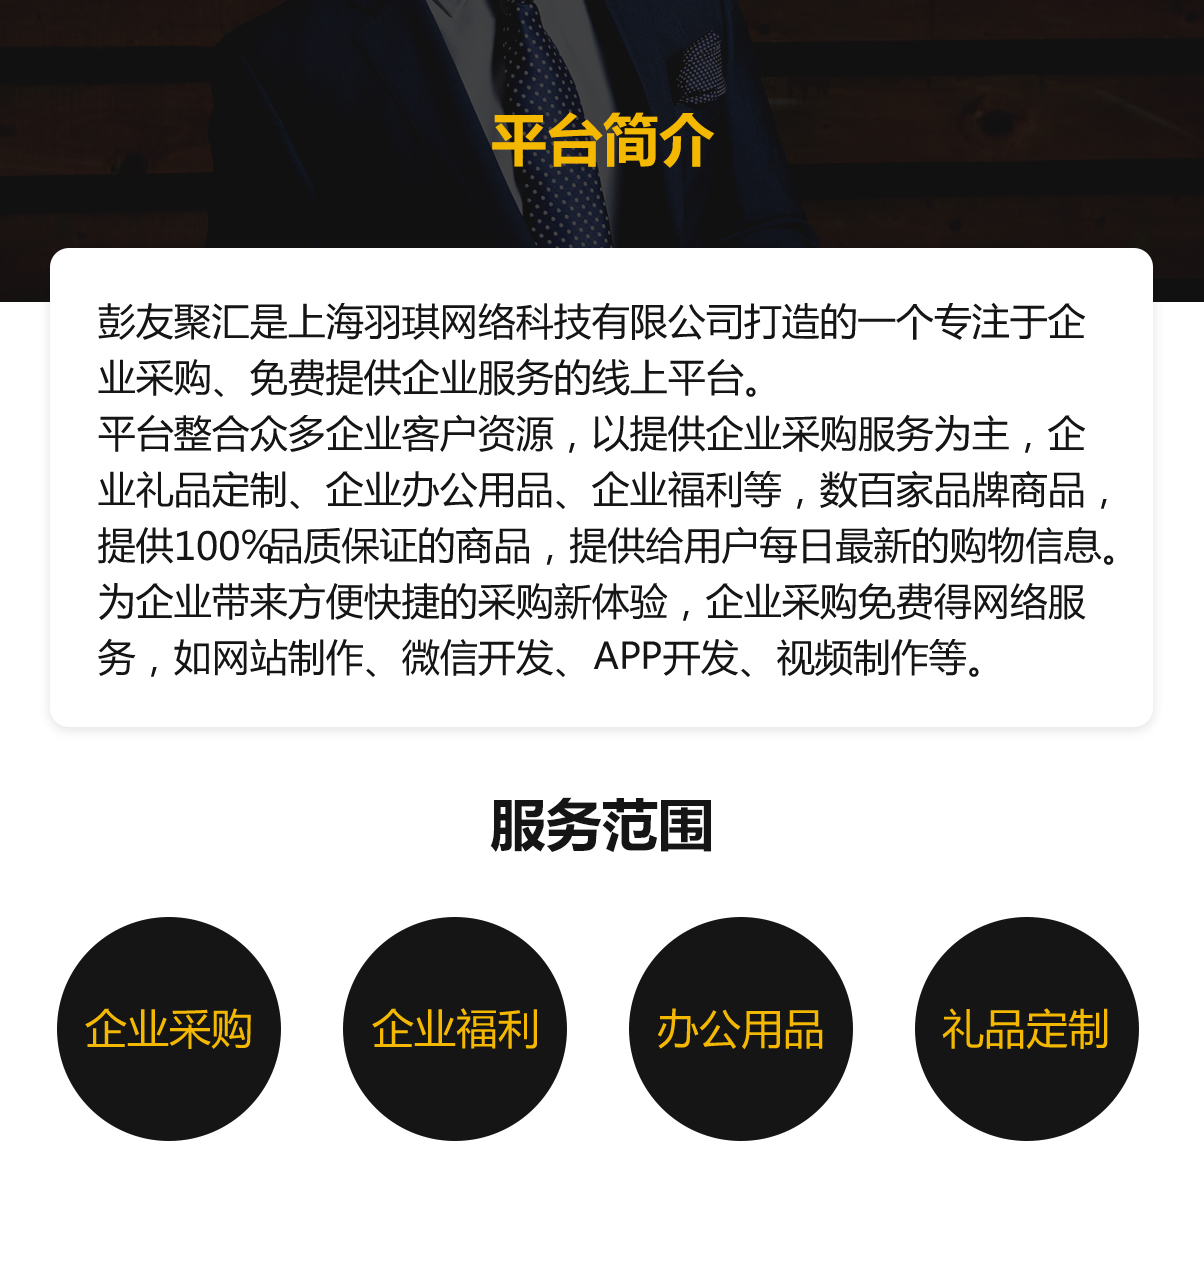 平台简介
彭友聚汇是上海羽琪网络科技有限公司打造的一个专注于企
业采购、免费提供企业服务的线上平台。
平台整合众多企业客户资源，以提供企业采购服务为主，企
业礼品定制、企业办公用品、企业福利等，数百家品牌商品，
提供100%品质保证的商品，提供给用户每日最新的购物信息。
为企业带来方便快捷的采购新体验，企业采购免费得网络服
务，如网站制作、微信开发、APP开发、视频制作等。
服务范围
企业采购
企业福利
办公用品
礼品定制